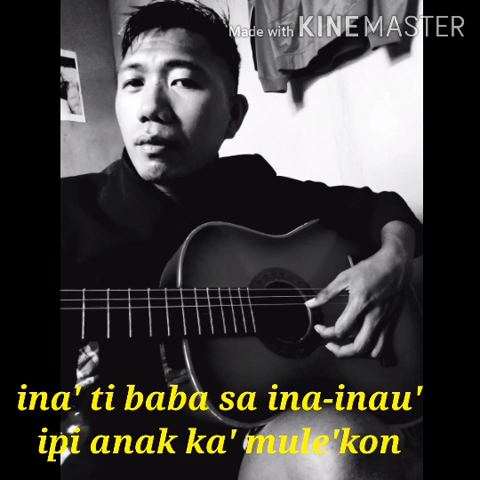 Made with KINEMASTER
ina' ti baba sa ina-inau'
ipi anak ka' mule'kon